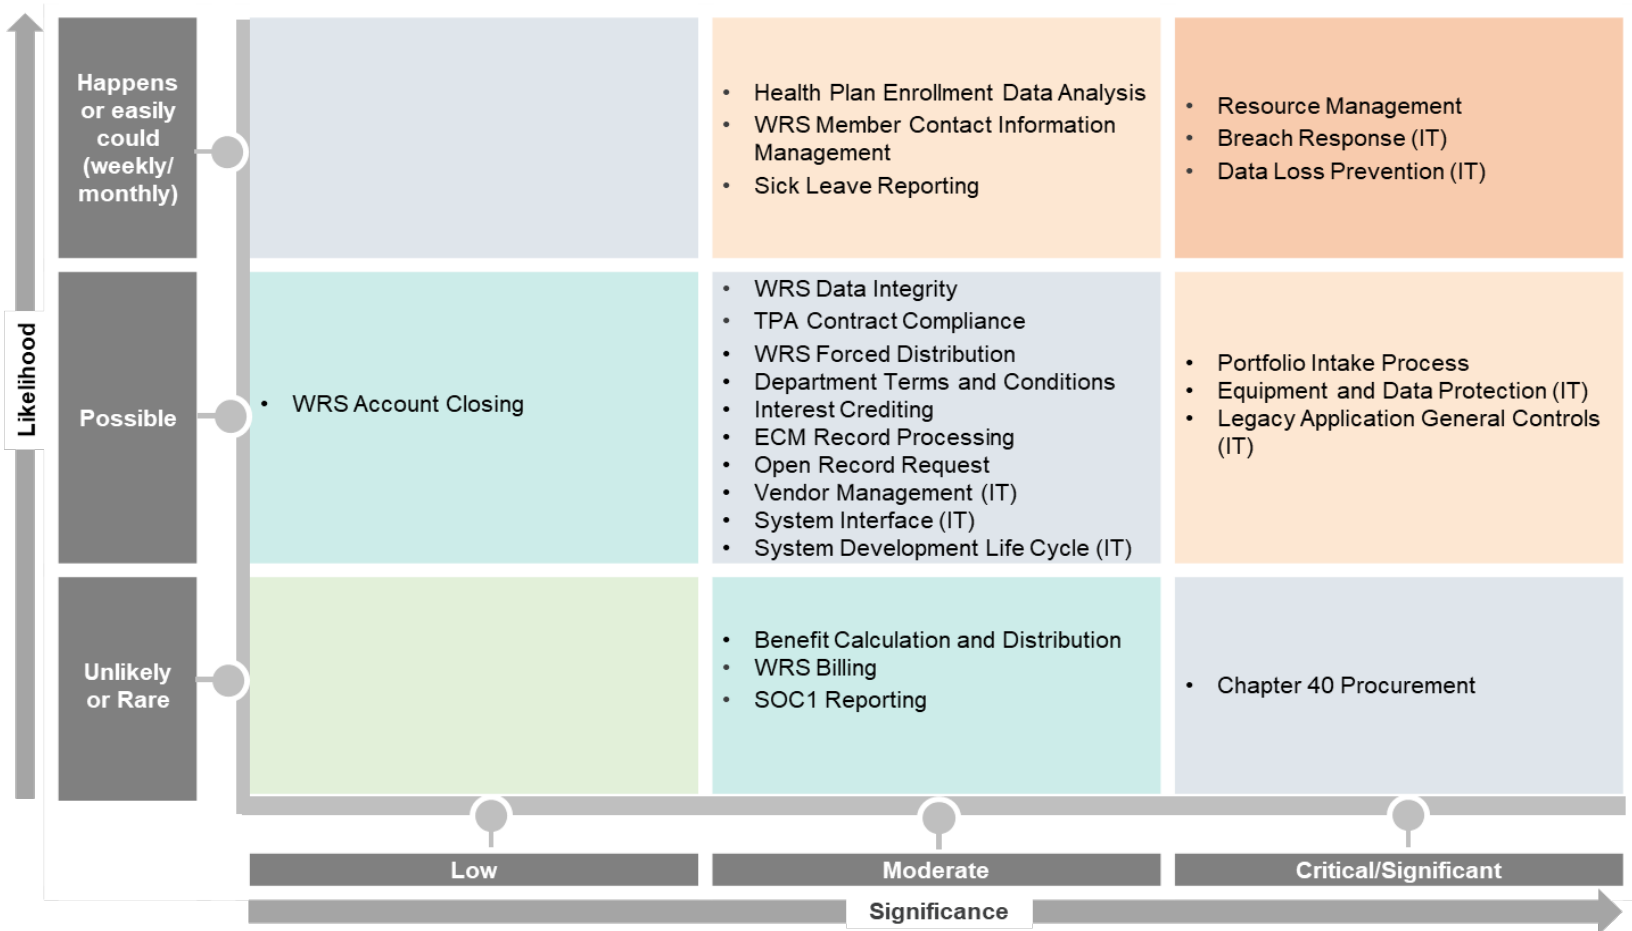 Likelihood
Happens
or easily
could
(weekly/
monthly)
• Health Plan Enrollment Data Analysis
• WRS Member Contact Information
Management
• Sick Leave Reporting
• Resource Management
• Breach Response (IT)
• Data Loss Prevention (IT)
Possible
• WRS Account Closing
• WRS Data Integrity
• TPA Contract Compliance
• WRS Forced Distribution
• Department Terms and Conditions
• Interest Crediting
• ECM Record Processing
• Open Record Request
• Vendor Management (IT)
• System Interface (IT)
• System Development Life Cycle (IT)
• Portfolio Intake Process
• Equipment and Data Protection (IT)
• Legacy Application General Controls
(IT)
Unlikely
or Rare
• Benefit Calculation and Distribution
• WRS Billing
• SOC1 Reporting
• Chapter 40 Procurement
Low
Moderate
Critical/Significant
Significance